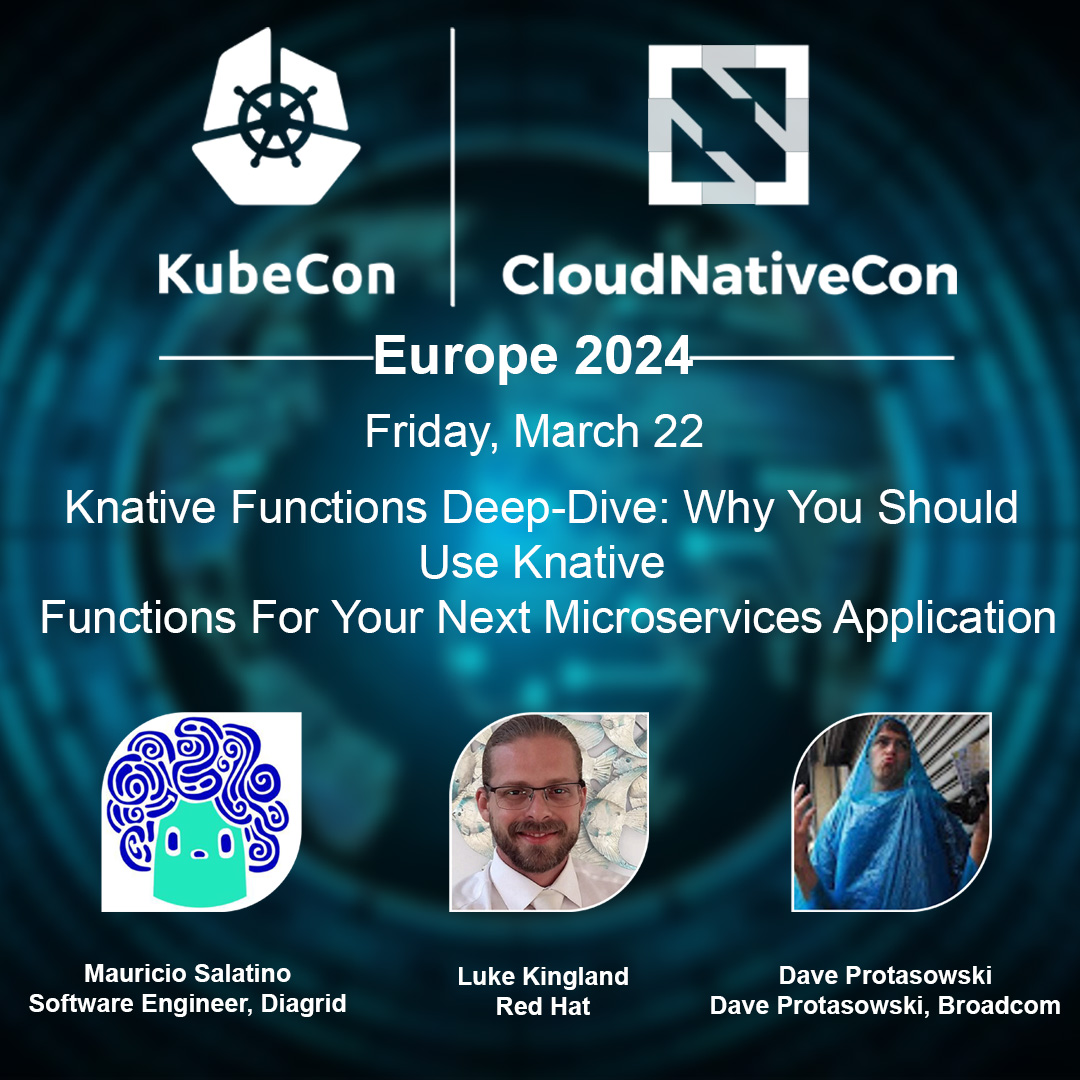 KubeCon
CloudNativeCon
Europe 2024
Friday, March 22
Knative Functions Deep-Dive: Why You Should
Use Knative
Functions For Your Next Microservices Application
Mauricio Salatino
Software Engineer, Diagrid
Luke Kingland
Red Hat
Dave Protasowski
Dave Protasowski, Broadcom